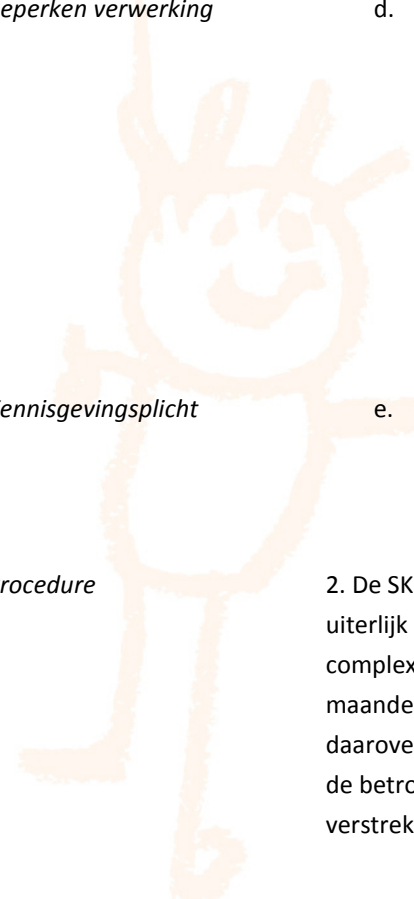 eperken verwerking d.
ennisgevingsplicht e.
rocedure 2. De SK
uiterlijk
complex
maande
daarove
de betro
verstrek